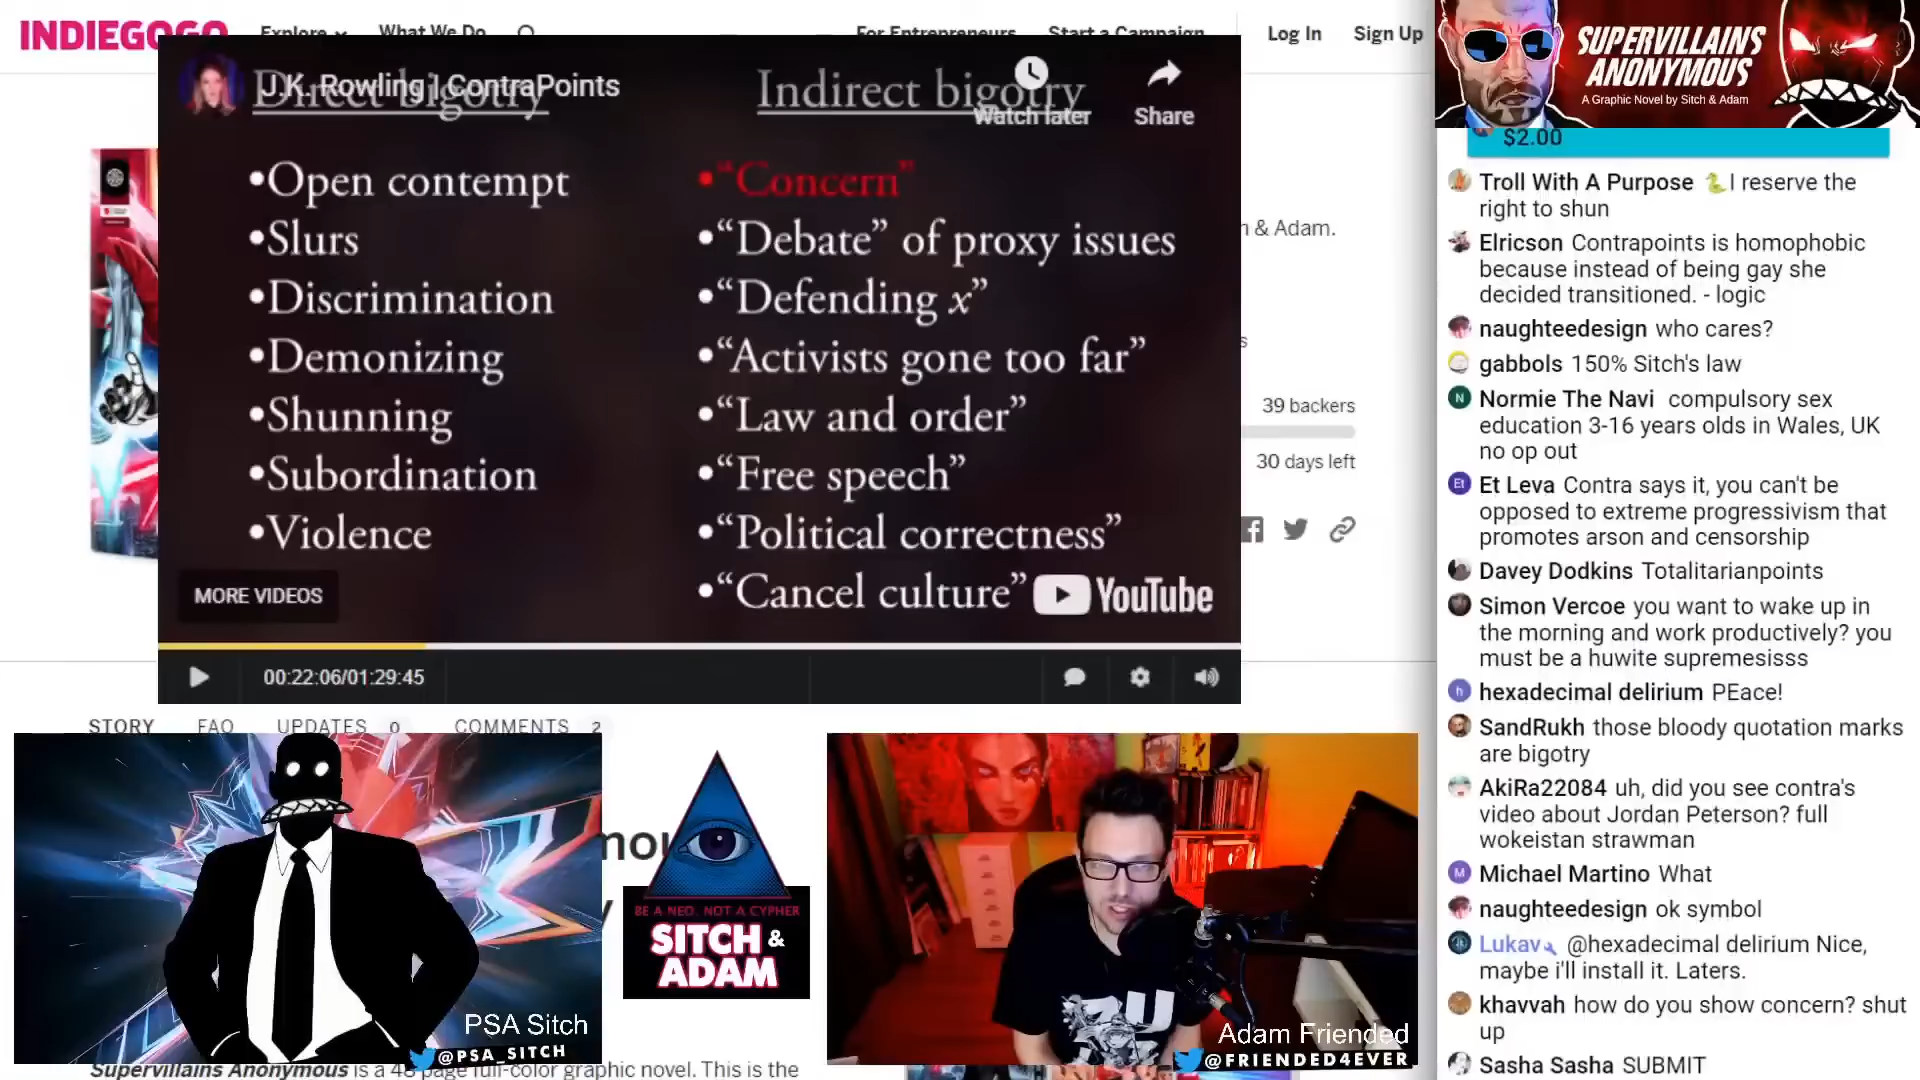 INDIEGOGO
Explore
What We Do
For Entrepreneurs
Start a Campaign
Log In
Sign Up
J.K. Rowling | ContraPoints
Direct bigotry
Indirect bigotry
Watch later
Share
•Open contempt
•Slurs
•Discrimination
•Demonizing
•Shunning
•Subordination
•Violence
•“Concern”
•“Debate” of proxy issues
•“Defending x”
•“Activists gone too far”
•“Law and order”
•“Free speech”
•“Political correctness”
•“Cancel culture”
MORE VIDEOS
YouTube
00:22:06/01:29:45
& Adam.
39 backers
30 days left
STORY
FAQ
UPDATES 0
COMMENTS 2
BE A NEO. NOT A CYPHER
SITCH &
ADAM
PSA Sitch
@PSA_SITCH
Adam Friended
@FRIENDED4EVER
Supervillains Anonymous is a 48 page full-color graphic novel. This is the
SUPERVILLAINS
ANONYMOUS
A Graphic Novel by Sitch & Adam
$2.00
Troll With A Purpose 🐍I reserve the
right to shun
Elricson Contrapoints is homophobic
because instead of being gay she
decided transitioned. - logic
naughteedesign who cares?
gabbols 150% Sitch's law
N
Normie The Navi compulsory sex
education 3-16 years olds in Wales, UK
no op out
Et
Et Leva Contra says it, you can't be
opposed to extreme progressivism that
promotes arson and censorship
Davey Dodkins Totalitarianpoints
Simon Vercoe you want to wake up in
the morning and work productively? you
must be a huwite supremesisss
h
hexadecimal delirium PEace!
SandRukh those bloody quotation marks
are bigotry
AkiRa22084 uh, did you see contra's
video about Jordan Peterson? full
wokeistan strawman
M
Michael Martino What
naughteedesign ok symbol
Lukav @hexadecimal delirium Nice,
maybe i'll install it. Laters.
khavvah how do you show concern? shut
up
Sasha Sasha SUBMIT